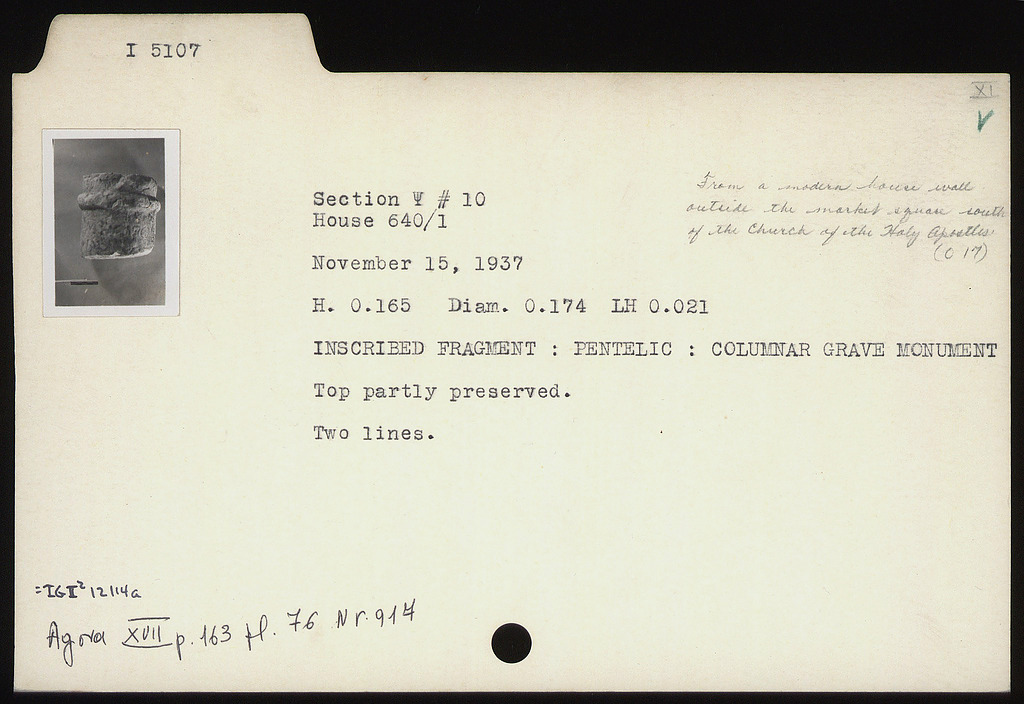 I 5107
XI
V
Section Ψ # 10
House 640/1
From a modern house wall
outside the market square south
of the Church of the Holy Apostles
(O 17)
November 15, 1937
H. 0.165 Diam. 0.174 LH 0.021
INSCRIBED FRAGMENT : PENTELIC : COLUMNAR GRAVE MONUMENT
Top partly preserved.
Two lines.
=IG II² 12114a
Agora XVII p.163 pl. 76 Nr. 917